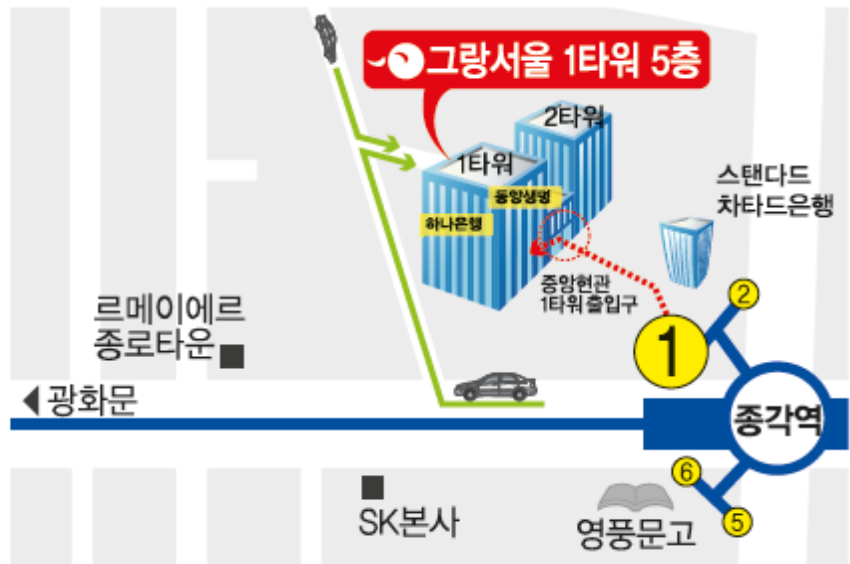 그랑서울 1타워 5층
2타워
1타워
동양생명
하나은행
스탠다드
차타드은행
중앙현관
1타워 출입구
2
1
르메이에르
종로타운
광화문
종각역
6
5
SK본사
영풍문고